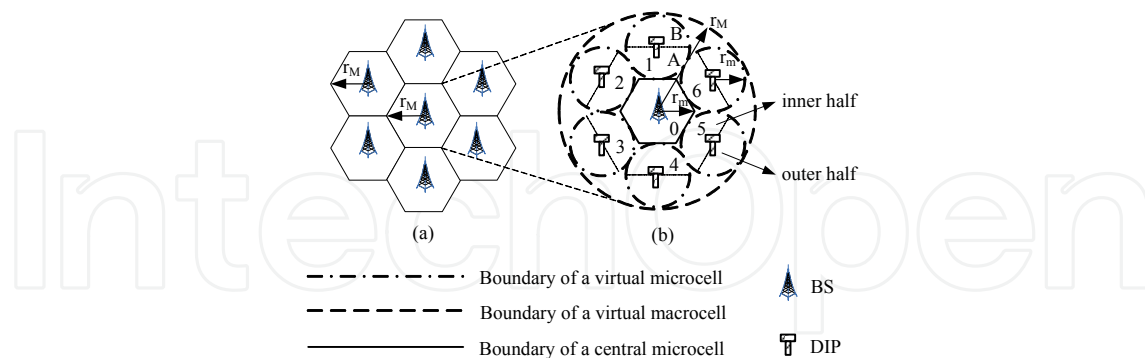 r_M
r_M
(a)
B
r_M
1
A
2
r_m
6
r_m
0
5
inner half
3
4
outer half
(b)
IntechOpen
Boundary of a virtual microcell
BS
Boundary of a virtual macrocell
Boundary of a central microcell
DIP